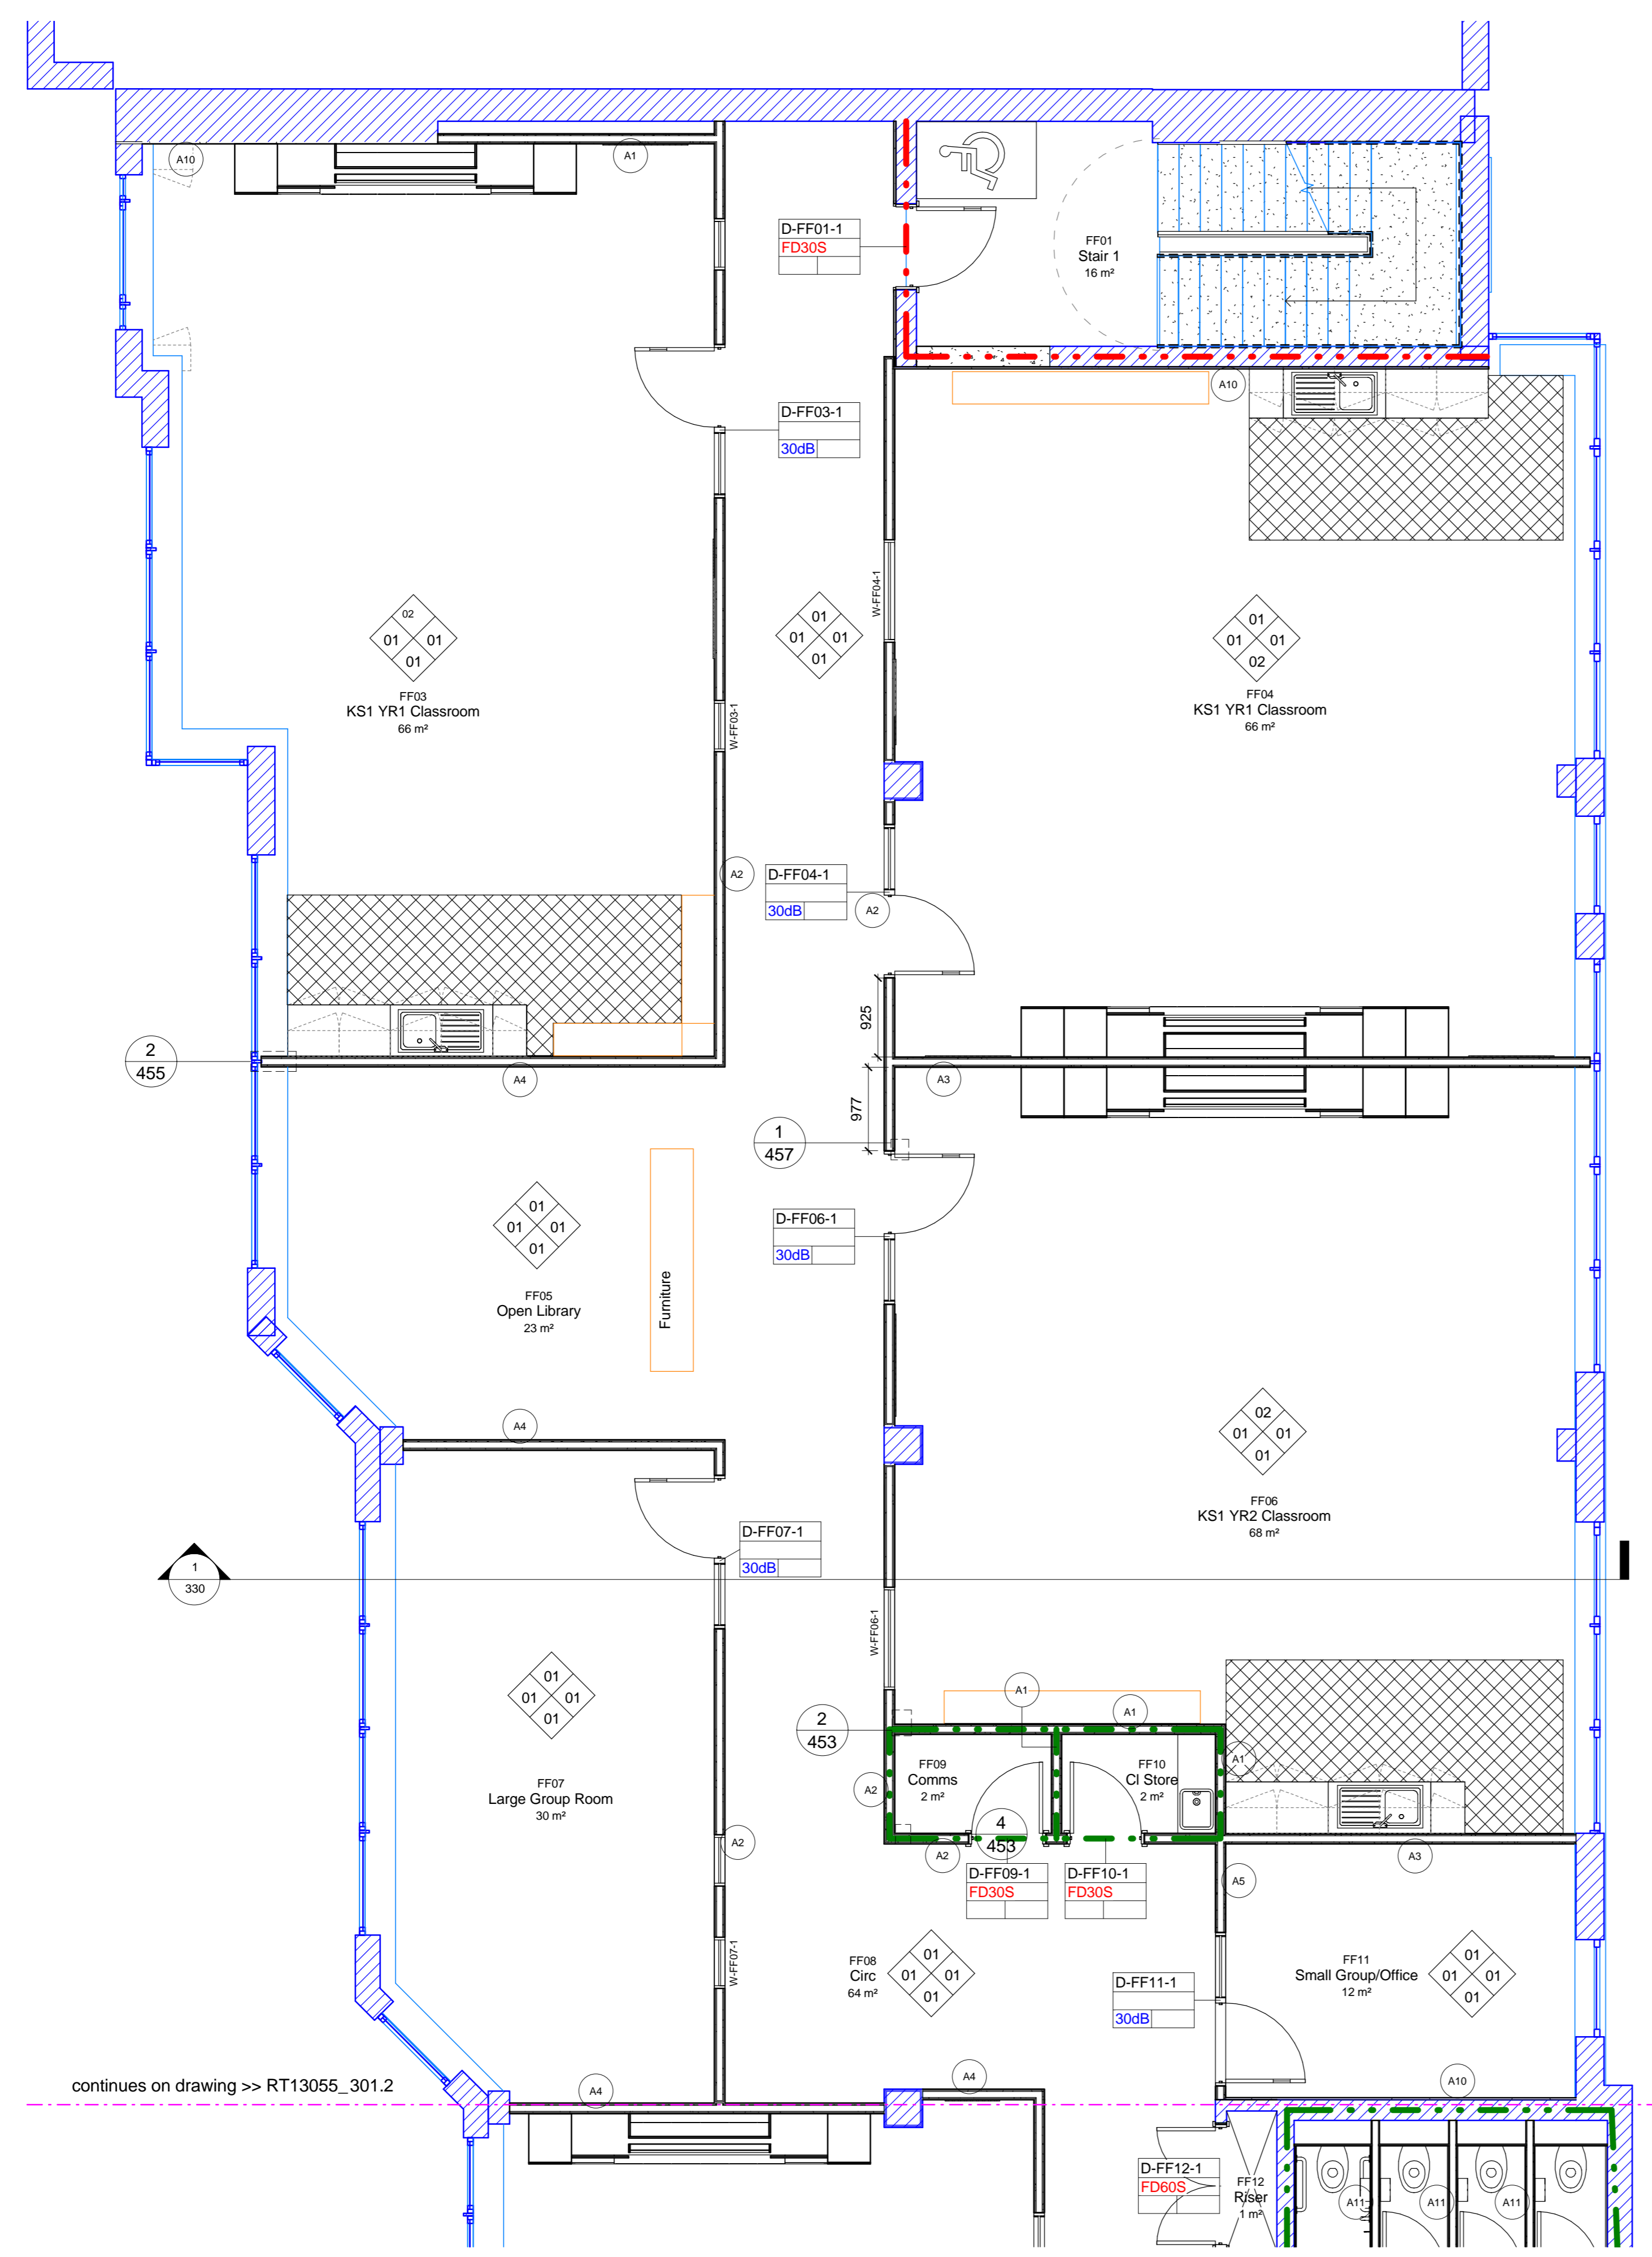 A10
A1
D-FF01-1
FD30S
FF01
Stair 1
16 m²
D-FF03-1
30dB
A10
W-FF04-1
02
01 01
01
FF03
KS1 YR1 Classroom
66 m²
01
01 01
01
01
01 01
02
FF04
KS1 YR1 Classroom
66 m²
W-FF03-1
A2
D-FF04-1
30dB
A2
925
2
455
A4
A3
977
1
457
01
01 01
01
FF05
Open Library
23 m²
Furniture
D-FF06-1
30dB
A4
02
01 01
01
FF06
KS1 YR2 Classroom
68 m²
D-FF07-1
30dB
1
330
W-FF06-1
01
01 01
01
FF07
Large Group Room
30 m²
A1
A1
2
453
A1
FF09
Comms
2 m²
FF10
Cl Store
2 m²
A2
A2
4
453
A2
A3
D-FF09-1
FD30S
D-FF10-1
FD30S
A5
W-FF07-1
FF08
Circ
64 m²
01
01 01
01
D-FF11-1
30dB
FF11
Small Group/Office
12 m²
01
01 01
01
continues on drawing >> RT13055_301.2
A4
A4
A10
D-FF12-1
FD60S
FF12
Riser
1 m²
A11
A11
A11